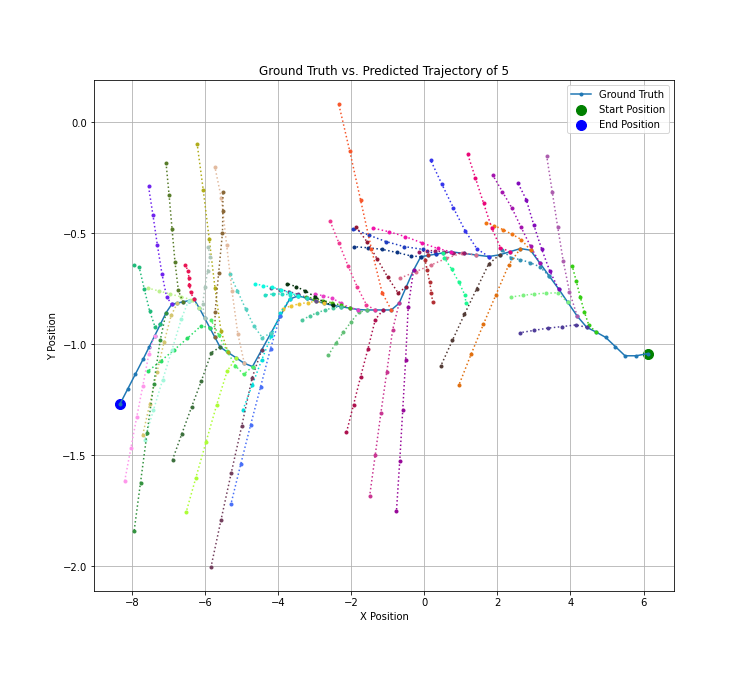 Ground Truth vs. Predicted Trajectory of 5
Ground Truth
Start Position
End Position
Y Position
0.0
−0.5
−1.0
−1.5
−2.0
−8 −6 −4 −2 0 2 4 6
X Position